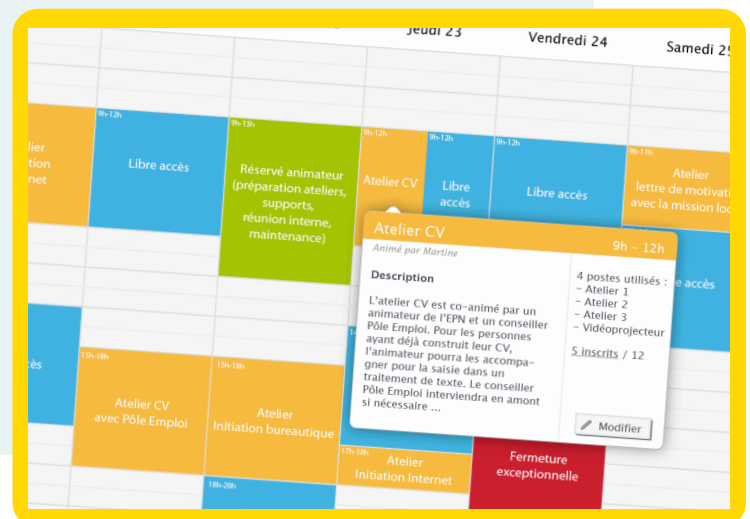 Jeudi 23
Vendredi 24
Samedi 25
9h-12h
Libre accès
9h-13h
Réservé animateur
(préparation ateliers,
supports,
réunion interne,
maintenance)
9h-12h
Atelier CV
9h-12h
Libre
accès
9h-12h
Libre accès
9h-11h
Atelier
lettre de motivati
avec la mission loc
lier
tion
net
Atelier CV
9h – 12h
Animé par Martine
Description
L'atelier CV est co-animé par un
animateur de l'EPN et un conseiller
Pôle Emploi. Pour les personnes
ayant déjà construit leur CV,
l'animateur pourra les accompa-
gner pour la saisie dans un
traitement de texte. Le conseiller
Pôle Emploi interviendra en amont
si nécessaire ...
4 postes utilisés :
- Atelier 1
- Atelier 2
- Atelier 3
- Vidéoprojecteur
5 inscrits / 12
Modifier
e accès
ès
15h-18h
Atelier CV
avec Pôle Emploi
15h-18h
Atelier
Initiation bureautique
17h-18h
Atelier
Initiation Internet
Fermeture
exceptionnelle
18h-20h